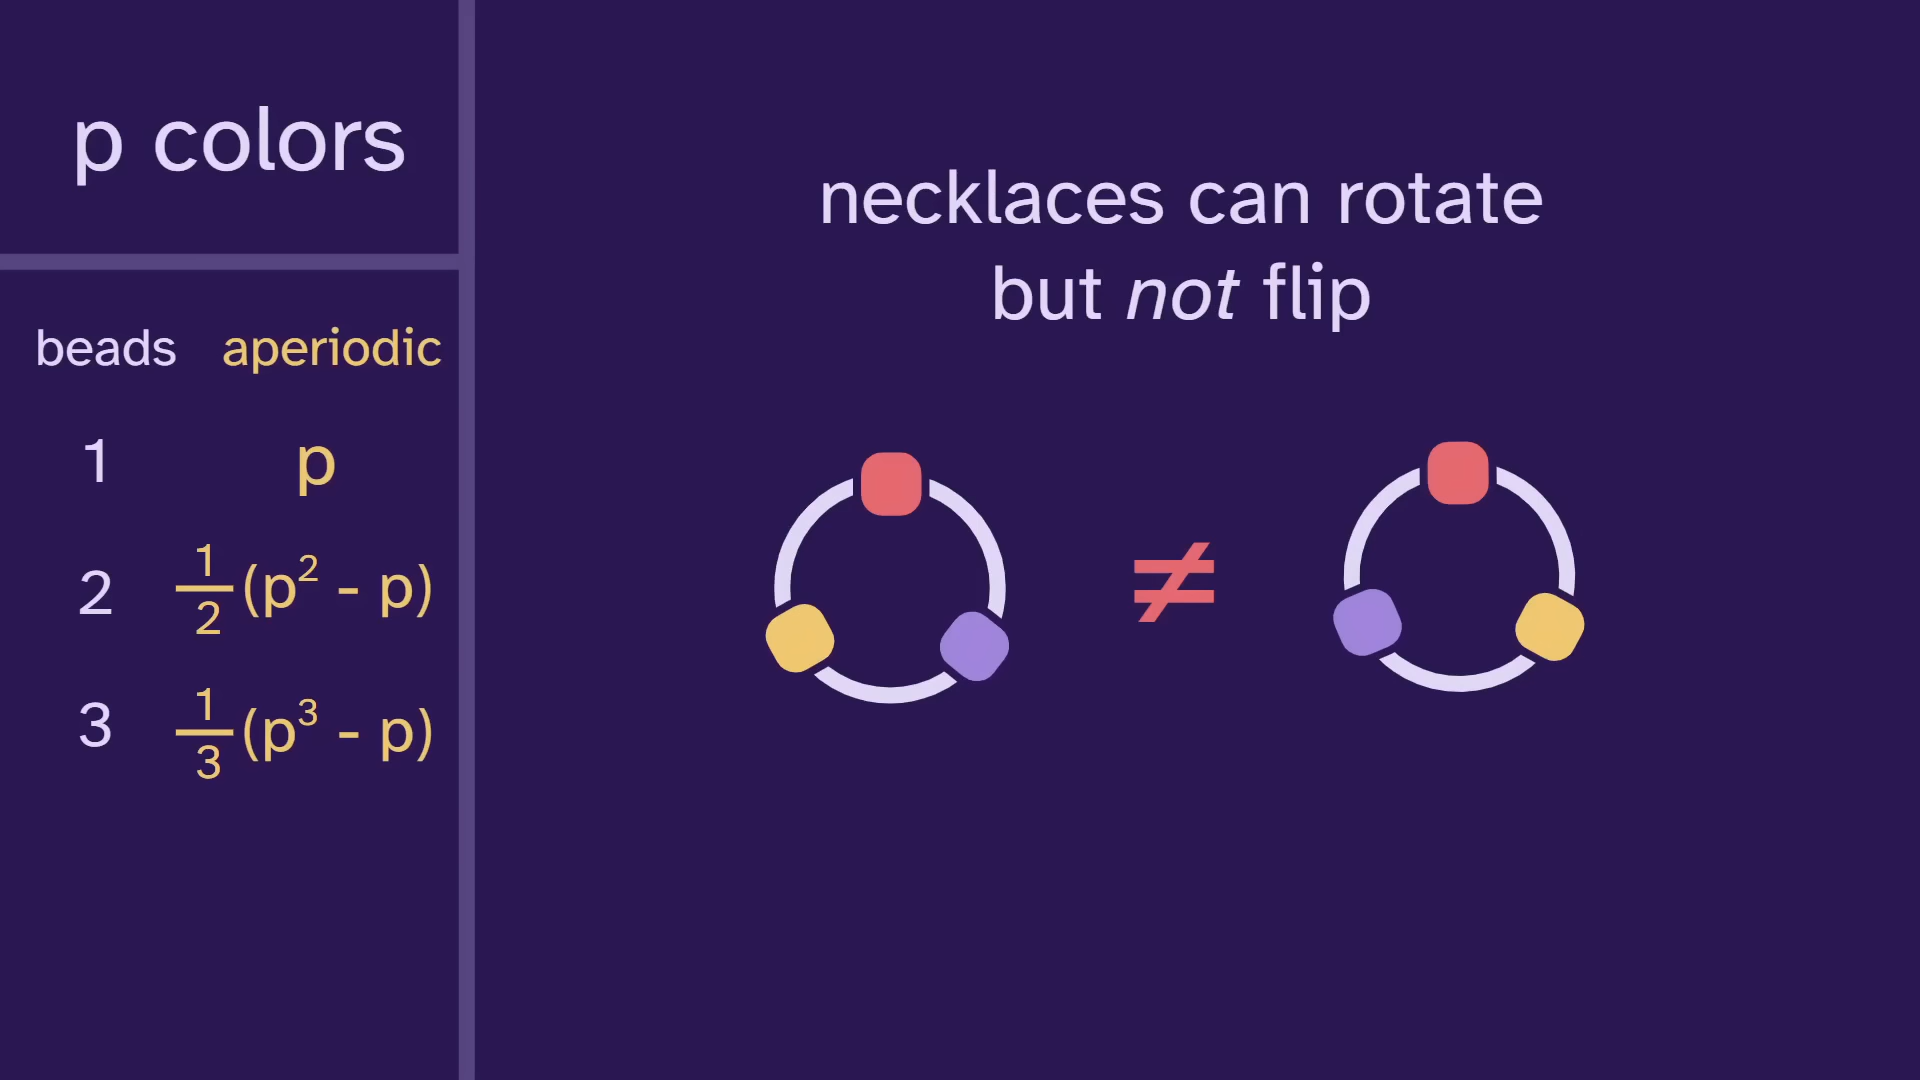 p colors
beads aperiodic
1 p
2 1/2 (p² - p)
3 1/3 (p³ - p)
necklaces can rotate
but not flip
≠